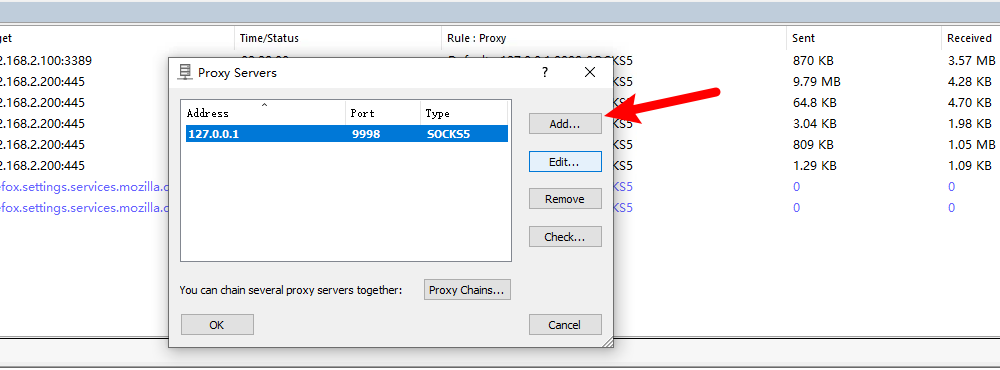 get Time/Status Rule : Proxy Sent Received
2.168.2.100:3389 870 KB 3.57 MB
2.168.2.200:445 KS5 9.79 MB 4.28 KB
2.168.2.200:445 KS5 64.8 KB 4.70 KB
2.168.2.200:445 KS5 3.04 KB 1.98 KB
2.168.2.200:445 KS5 809 KB 1.05 MB
2.168.2.200:445 KS5 1.29 KB 1.09 KB
efox.settings.services.mozilla.c KS5 0 0
efox.settings.services.mozilla.c KS5 0 0
Proxy Servers
?
Address Port Type
127.0.0.1 9998 SOCKS5
Add...
Edit...
Remove
Check...
You can chain several proxy servers together: Proxy Chains...
OK Cancel